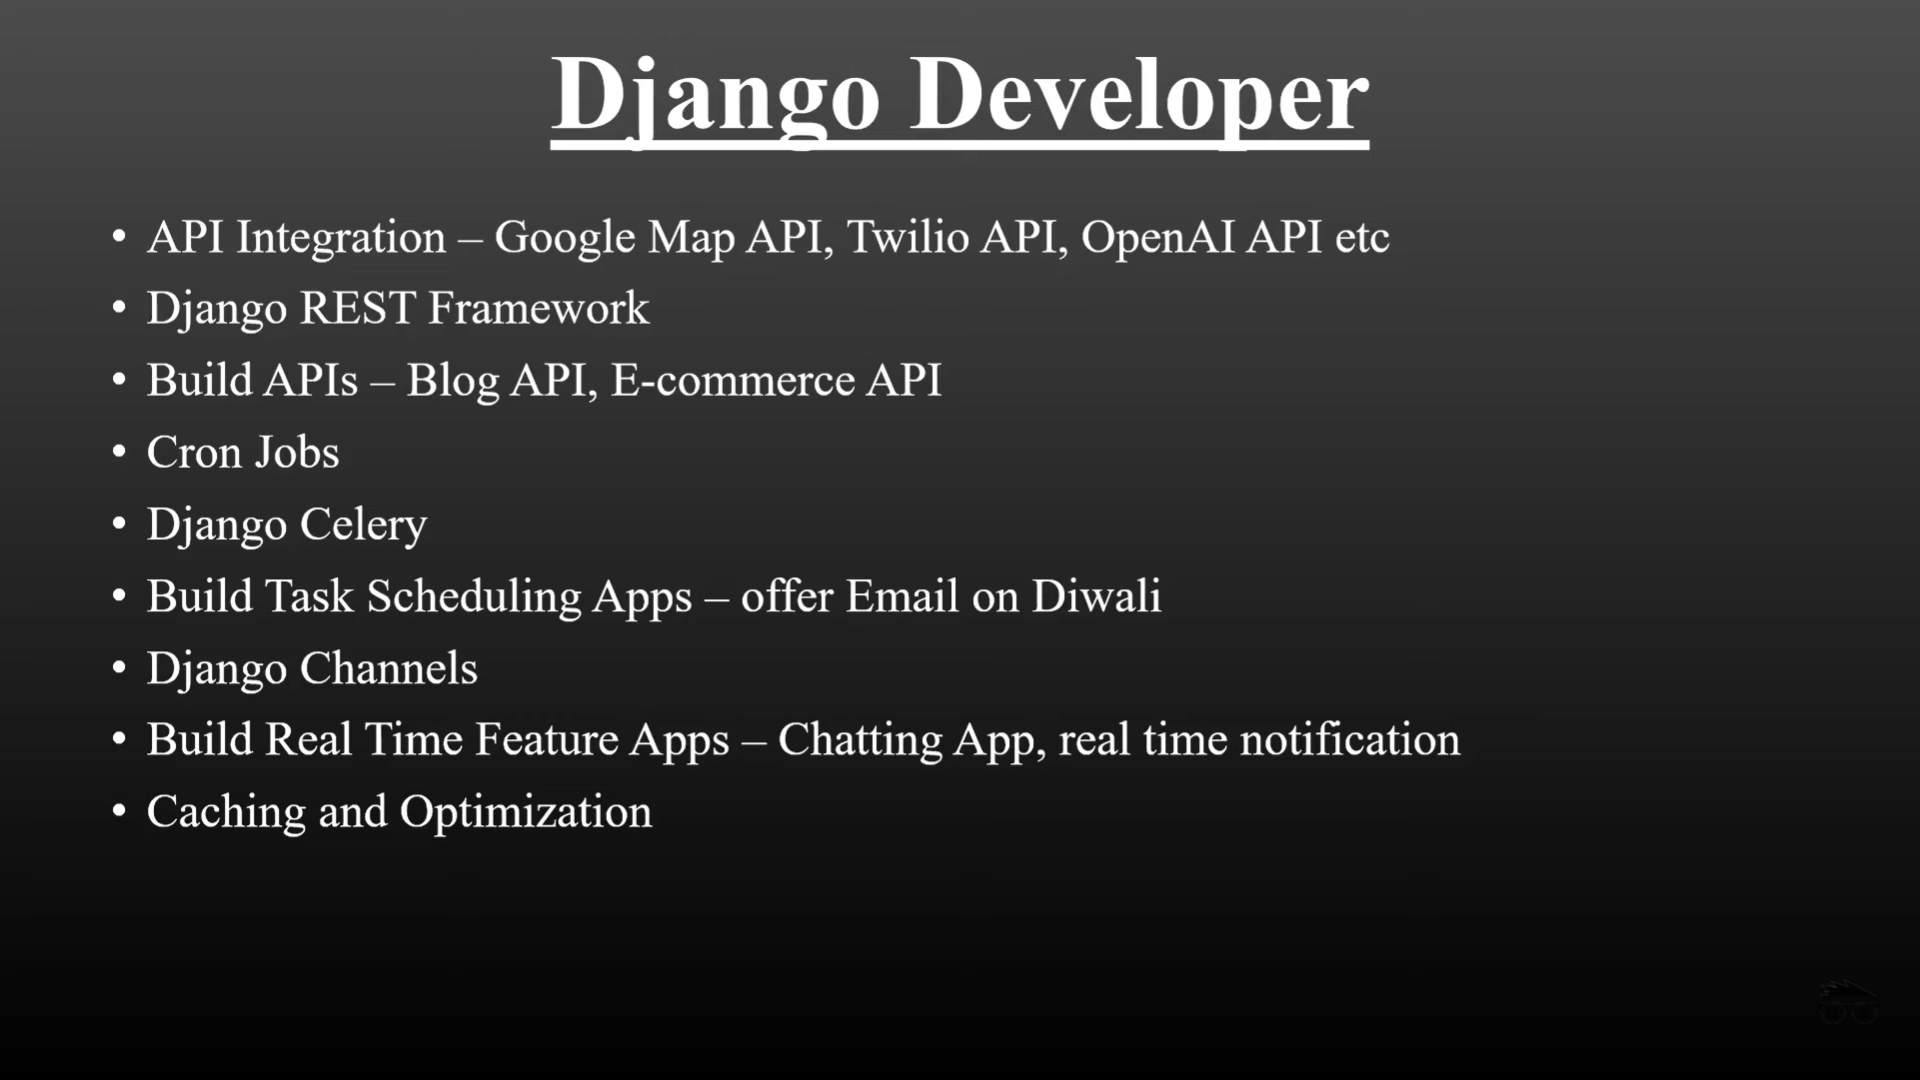 Django Developer
• API Integration – Google Map API, Twilio API, OpenAI API etc
• Django REST Framework
• Build APIs – Blog API, E-commerce API
• Cron Jobs
• Django Celery
• Build Task Scheduling Apps – offer Email on Diwali
• Django Channels
• Build Real Time Feature Apps – Chatting App, real time notification
• Caching and Optimization